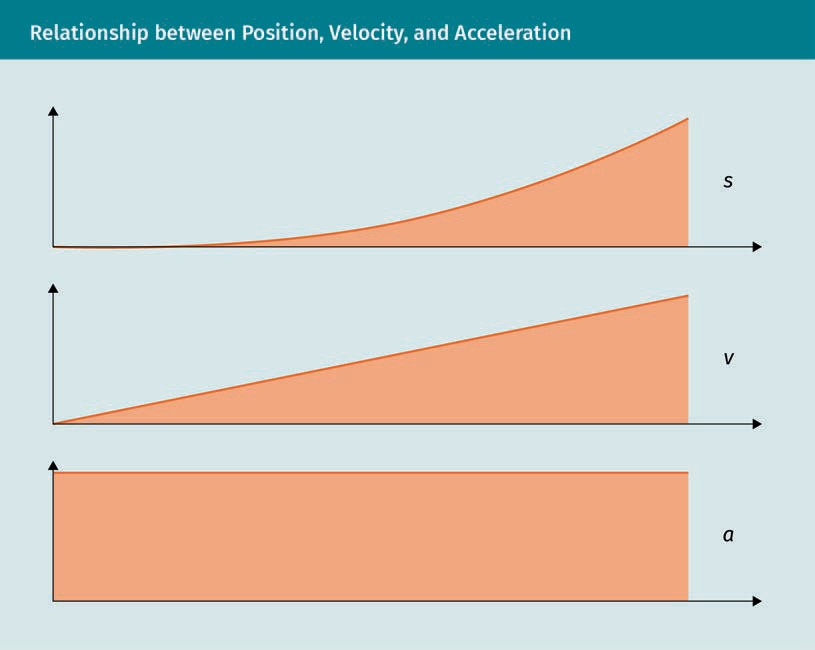 Relationship between Position, Velocity, and Acceleration
s
v
a